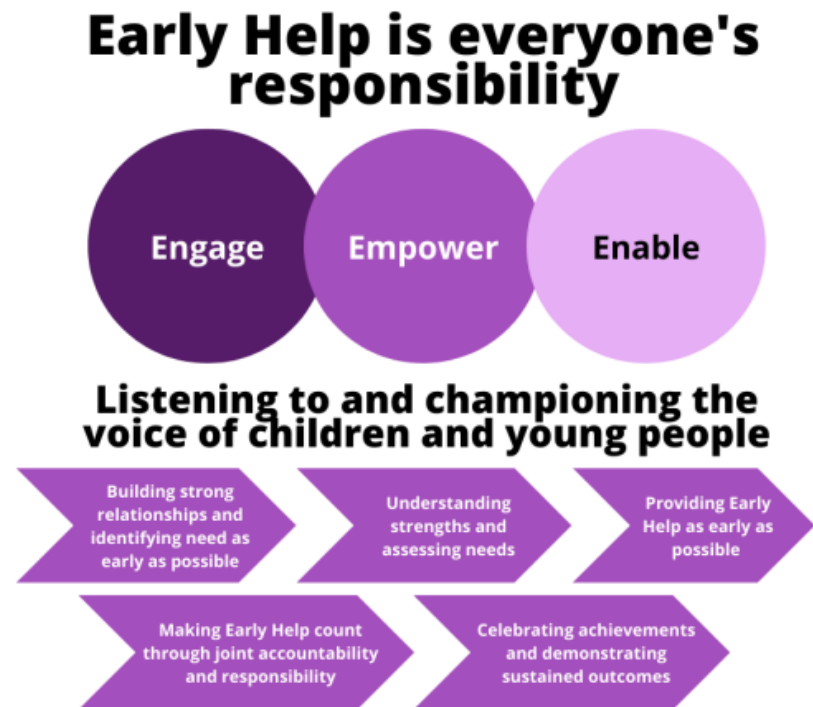 Early Help is everyone's
responsibility
Engage
Empower
Enable
Listening to and championing the
voice of children and young people
Building strong
relationships and
identifying need as
early as possible
Understanding
strengths and
assessing needs
Providing Early
Help as early as
possible
Making Early Help count
through joint accountability
and responsibility
Celebrating achievements
and demonstrating
sustained outcomes